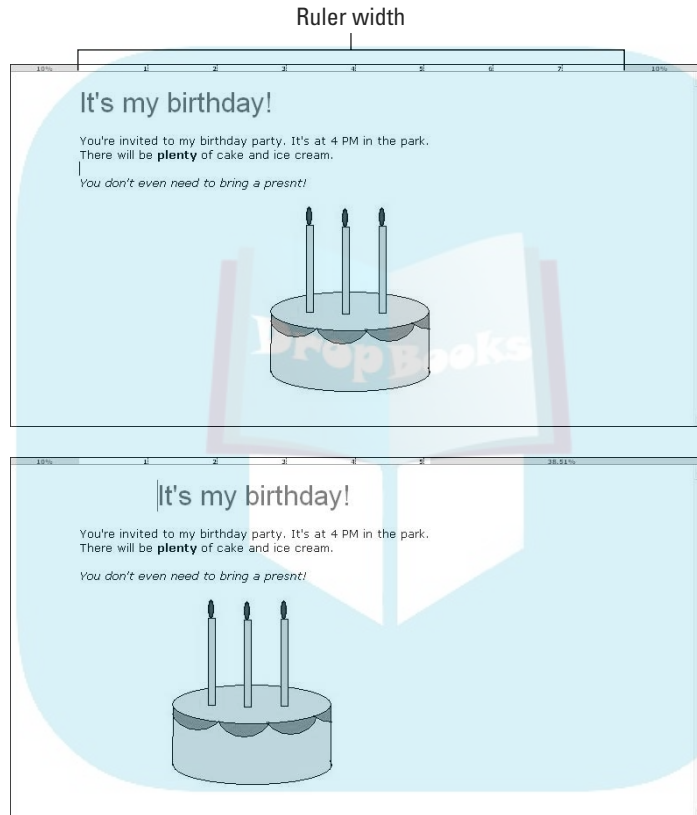 Ruler width
10% 1 2 3 4 5 6 7 10%
It's my birthday!
You're invited to my birthday party. It's at 4 PM in the park.
There will be plenty of cake and ice cream.
You don't even need to bring a presnt!
DropBooks
10% 1 2 3 4 5 38.51%
It's my birthday!
You're invited to my birthday party. It's at 4 PM in the park.
There will be plenty of cake and ice cream.
You don't even need to bring a presnt!